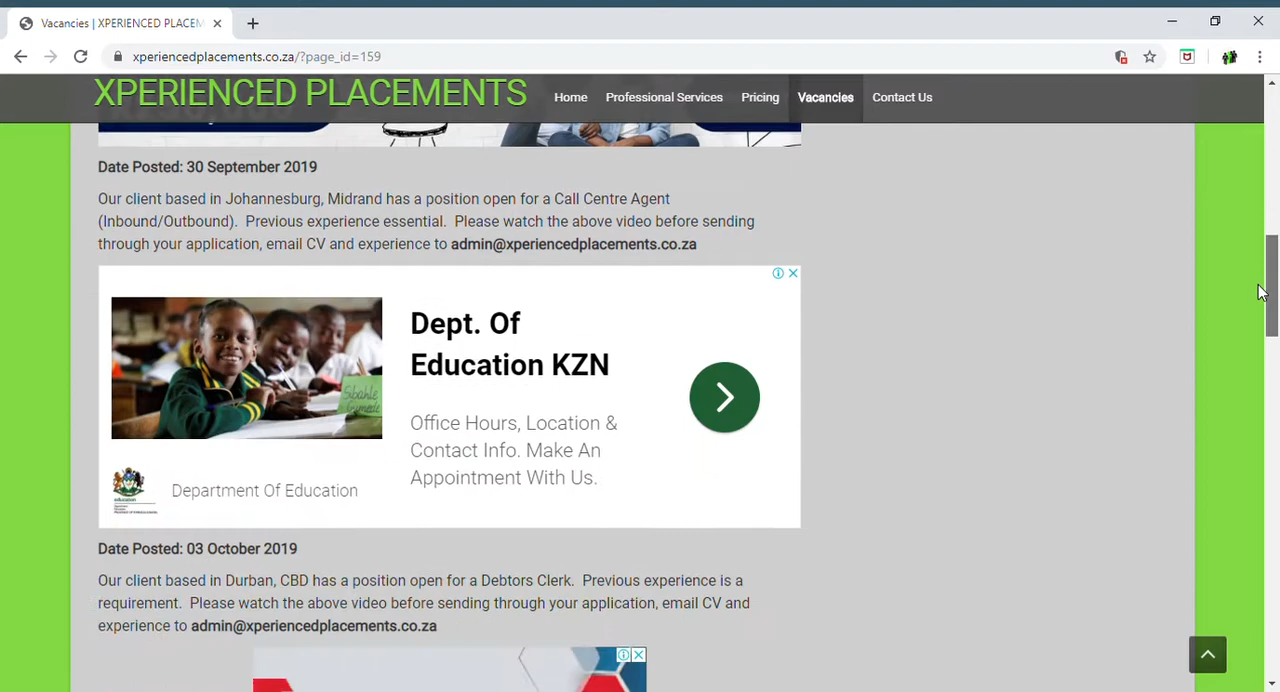 Vacancies | XPERIENCED PLACEM
xperiencedplacements.co.za/?page_id=159
XPERIENCED PLACEMENTS
Home Professional Services Pricing Vacancies Contact Us
Date Posted: 30 September 2019
Our client based in Johannesburg, Midrand has a position open for a Call Centre Agent
(Inbound/Outbound). Previous experience essential. Please watch the above video before sending
through your application, email CV and experience to admin@xperiencedplacements.co.za
Dept. Of
Education KZN
Sibahle
Office Hours, Location &
Contact Info. Make An
Appointment With Us.
education
Department Of Education
Date Posted: 03 October 2019
Our client based in Durban, CBD has a position open for a Debtors Clerk. Previous experience is a
requirement. Please watch the above video before sending through your application, email CV and
experience to admin@xperiencedplacements.co.za